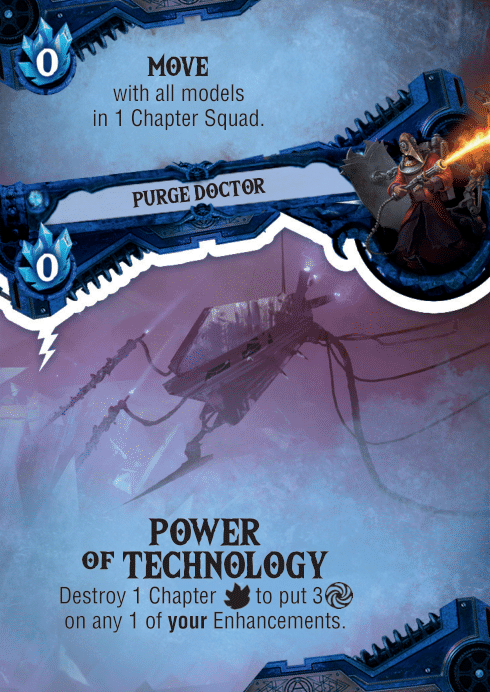 0
MOVE
with all models
in 1 Chapter Squad.
PURGE DOCTOR
0
POWER
OF TECHNOLOGY
Destroy 1 Chapter to put 3
on any 1 of your Enhancements.